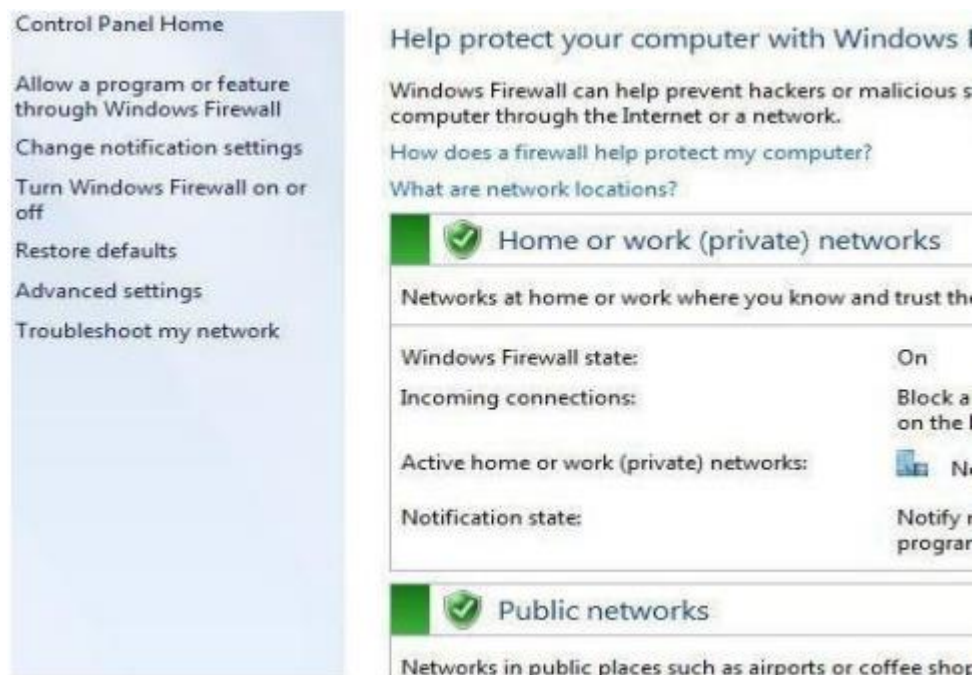 Control Panel Home
Allow a program or feature
through Windows Firewall
Change notification settings
Turn Windows Firewall on or
off
Restore defaults
Advanced settings
Troubleshoot my network
Help protect your computer with Windows
Windows Firewall can help prevent hackers or malicious s
computer through the Internet or a network.
How does a firewall help protect my computer?
What are network locations?
Home or work (private) networks
Networks at home or work where you know and trust the
Windows Firewall state: On
Incoming connections: Block a
on the
Active home or work (private) networks: Ne
Notification state: Notify
program
Public networks
Networks in public places such as airports or coffee shop